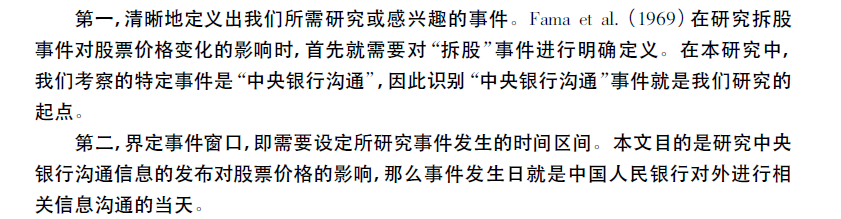 第一，清晰地定义出我们所需研究或感兴趣的事件。Fama et al.（1969）在研究拆股
事件对股票价格变化的影响时，首先就需要对“拆股”事件进行明确定义。在本研究中，
我们考察的特定事件是“中央银行沟通”，因此识别“中央银行沟通”事件就是我们研究的
起点。
第二，界定事件窗口，即需要设定所研究事件发生的时间区间。本文目的是研究中央
银行沟通信息的发布对股票价格的影响，那么事件发生日就是中国人民银行对外进行相
关信息沟通的当天。